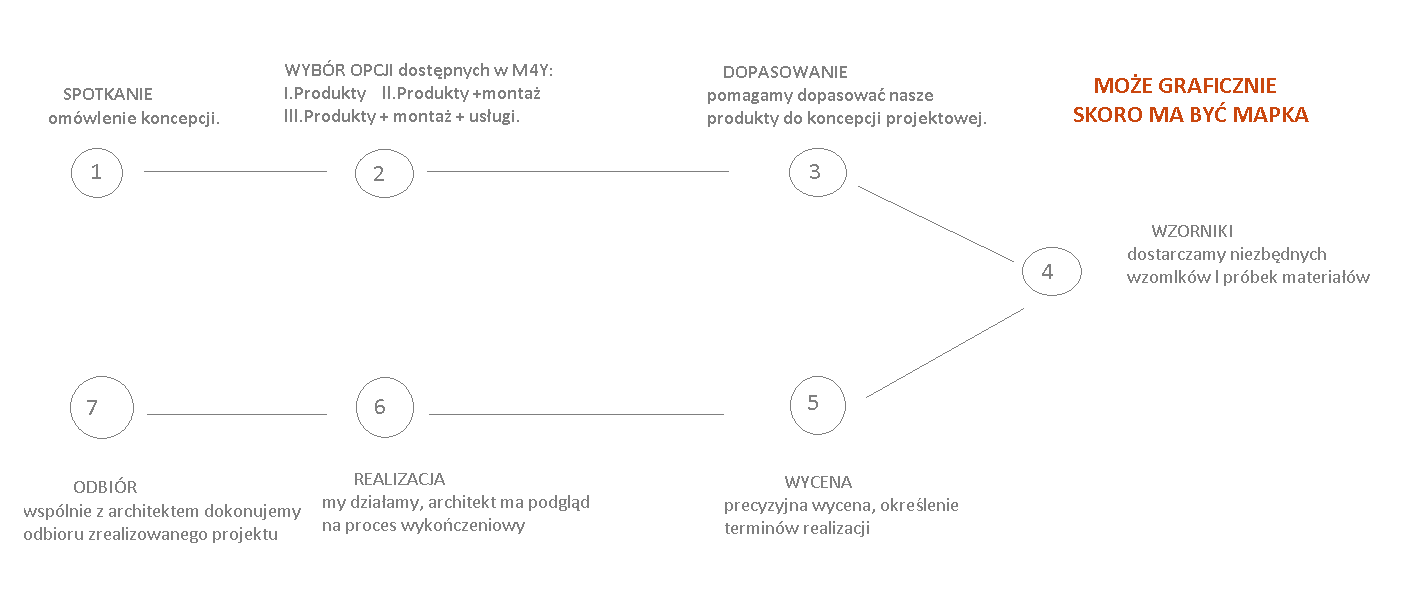 SPOTKANIE
omówlenie koncepcji.
1
WYBÓR OPCJI dostępnych w M4Y:
I.Produkty II.Produkty +montaż
III.Produkty + montaż + usługi.
2
DOPASOWANIE
pomagamy dopasować nasze
produkty do koncepcji projektowej.
3
MOŻE GRAFICZNIE
SKORO MA BYĆ MAPKA
4
WZORNIKI
dostarczamy niezbędnych
wzomlków l próbek materiałów
5
WYCENA
precyzyjna wycena, określenie
terminów realizacji
6
REALIZACJA
my działamy, architekt ma podgląd
na proces wykończeniowy
7
ODBIÓR
wspólnie z architektem dokonujemy
odbioru zrealizowanego projektu